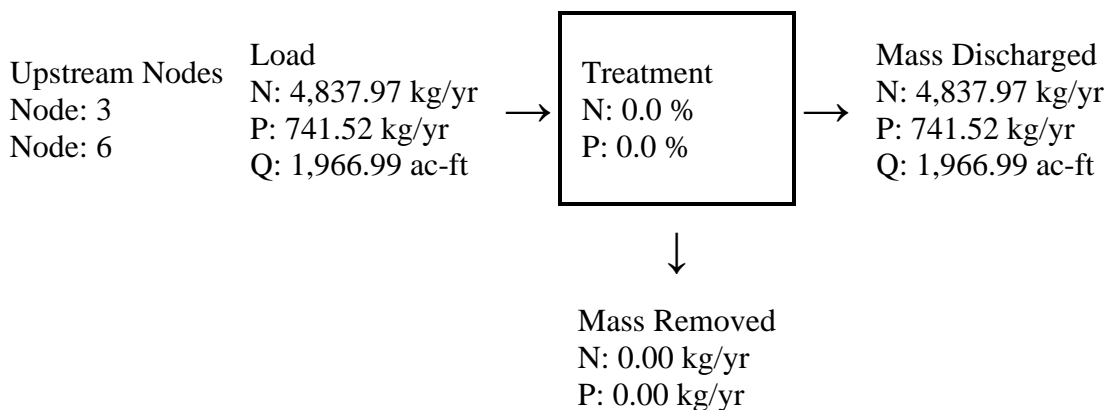 Upstream Nodes
Node: 3
Node: 6
Load
N: 4,837.97 kg/yr
P: 741.52 kg/yr
Q: 1,966.99 ac-ft
→
Treatment
N: 0.0 %
P: 0.0 %
→
Mass Discharged
N: 4,837.97 kg/yr
P: 741.52 kg/yr
Q: 1,966.99 ac-ft
↓
Mass Removed
N: 0.00 kg/yr
P: 0.00 kg/yr